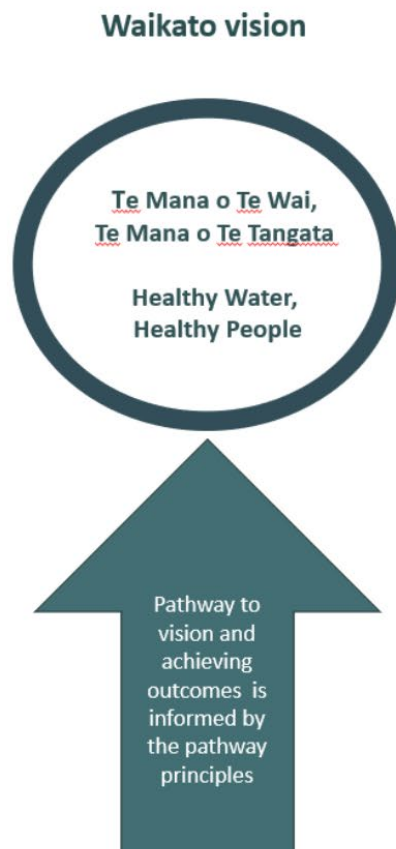 Waikato vision
Te Mana o Te Wai,
Te Mana o Te Tangata
Healthy Water,
Healthy People
Pathway to
vision and
achieving
outcomes is
informed by
the pathway
principles